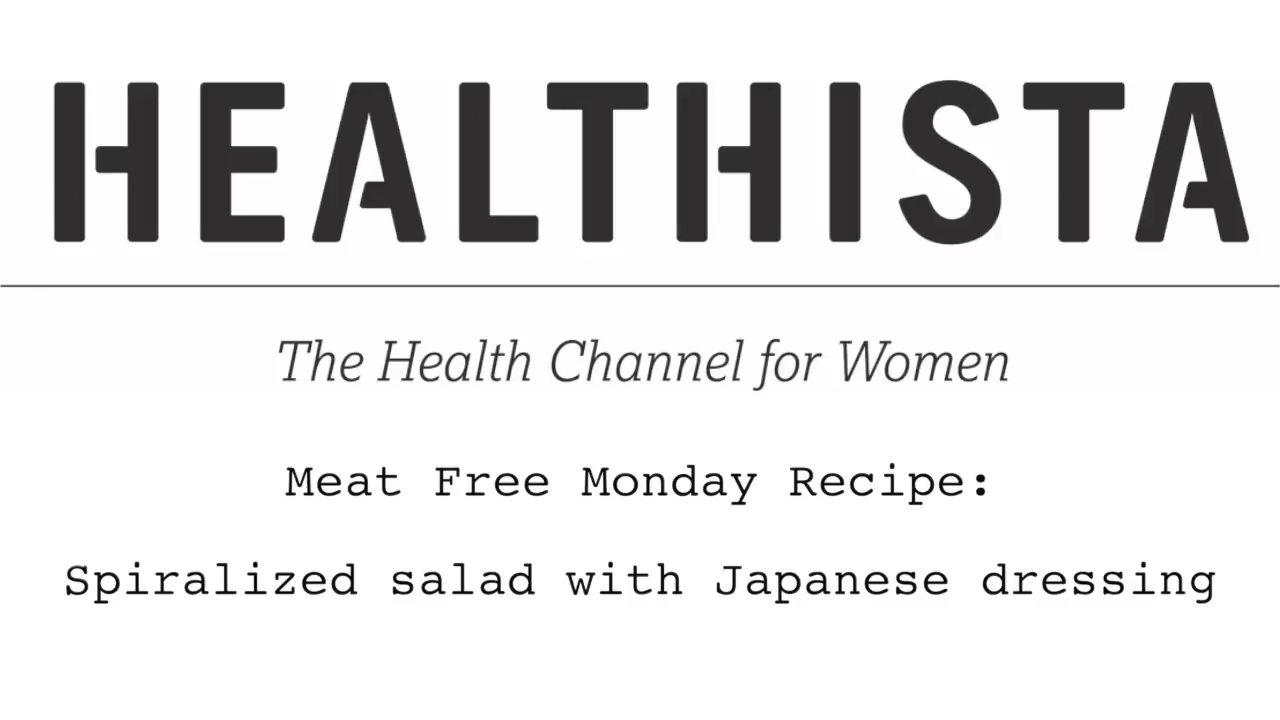 HEALTHISTA
The Health Channel for Women
Meat Free Monday Recipe:
Spiralized salad with Japanese dressing